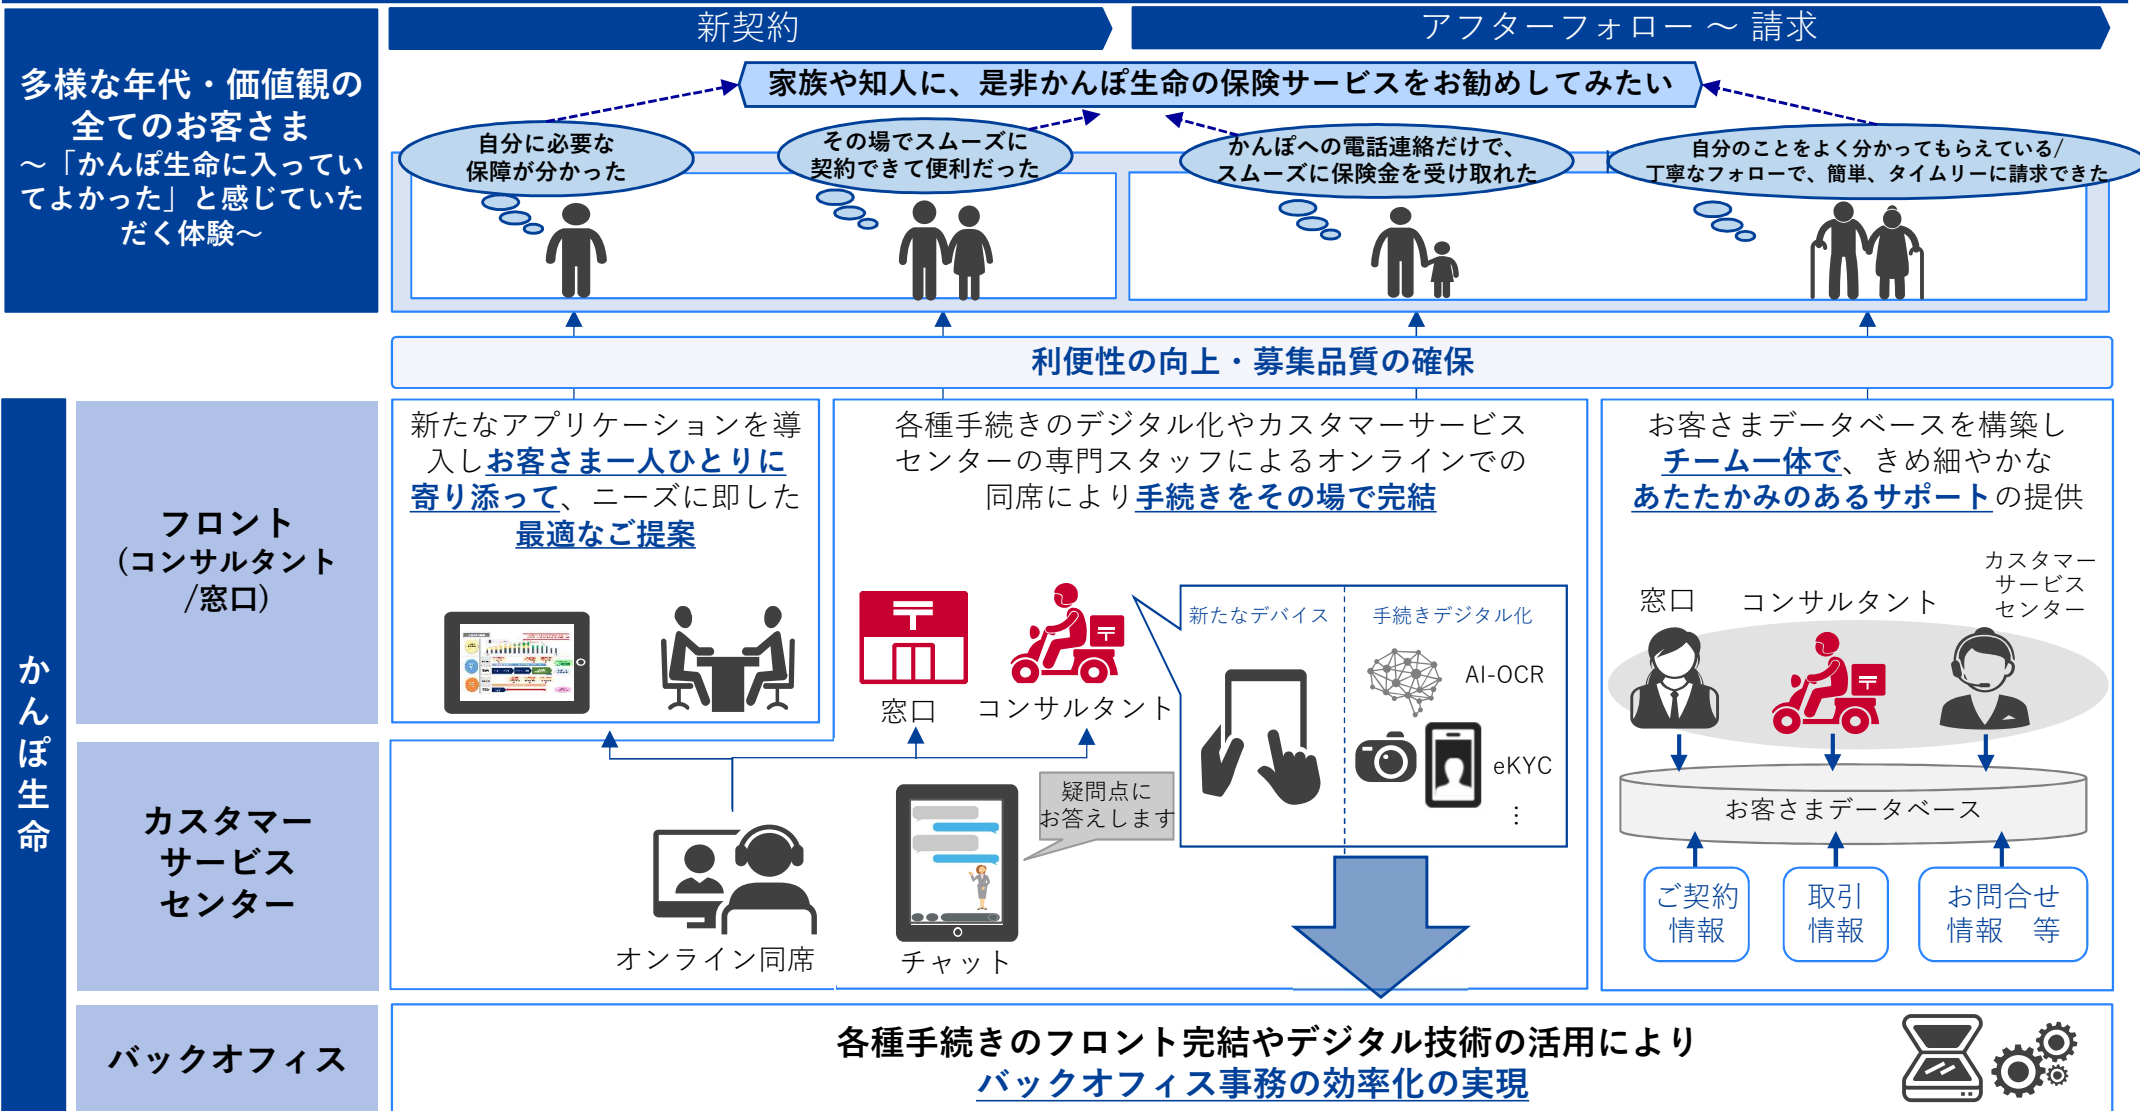 新契約
アフターフォロー ～ 請求
多様な年代・価値観の
全てのお客さま
～「かんぽ生命に入ってい
てよかった」と感じていた
だく体験～
家族や知人に、是非かんぽ生命の保険サービスをお勧めしてみたい
自分に必要な
保障が分かった
その場でスムーズに
契約できて便利だった
かんぽへの電話連絡だけで、
スムーズに保険金を受け取れた
自分のことをよく分かってもらえている/
丁寧なフォローで、簡単、タイムリーに請求できた
利便性の向上・募集品質の確保
かんぽ生命
フロント
(コンサルタント
/窓口)
新たなアプリケーションを導
入しお客さま一人ひとりに
寄り添って、ニーズに即した
最適なご提案
各種手続きのデジタル化やカスタマーサービス
センターの専門スタッフによるオンラインでの
同席により手続きをその場で完結
窓口
コンサルタント
新たなデバイス
手続きデジタル化
AI-OCR
eKYC
⋮
お客さまデータベースを構築し
チーム一体で、きめ細やかな
あたたかみのあるサポートの提供
窓口
コンサルタント
カスタマー
サービス
センター
お客さまデータベース
ご契約
情報
取引
情報
お問合せ
情報 等
カスタマー
サービス
センター
オンライン同席
チャット
疑問点に
お答えします
バックオフィス
各種手続きのフロント完結やデジタル技術の活用により
バックオフィス事務の効率化の実現